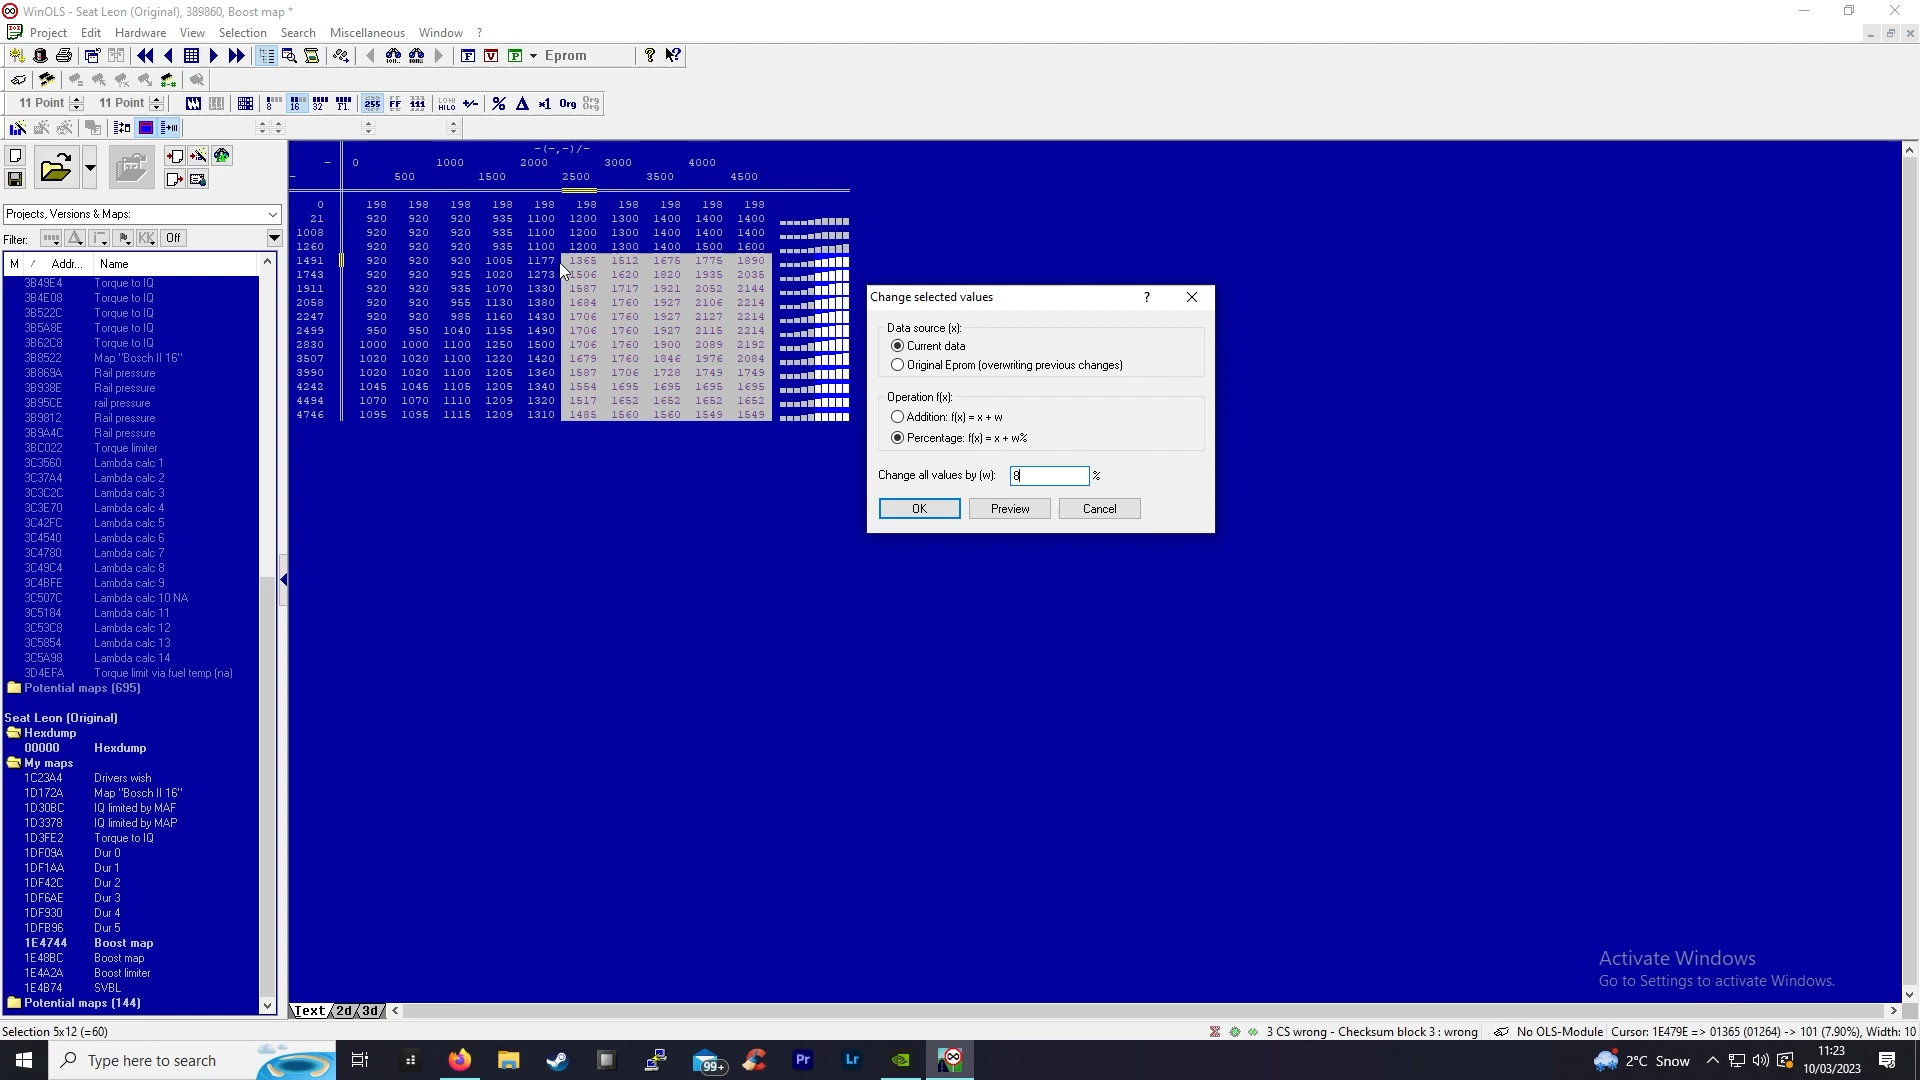 WinOLS - Seat Leon (Original), 389860, Boost map *
Project Edit Hardware View Selection Search Miscellaneous Window ?
Eprom
11 Point 11 Point 8 16 32 Fl. 255 FF 111 LOHI HILO +/- % Δ ×1 Org Org Org
Projects, Versions & Maps:
Filter: Off
M / Addr... Name
3B49E4 Torque to IQ
3B4E08 Torque to IQ
3B522C Torque to IQ
3B5A8E Torque to IQ
3B62C8 Torque to IQ
3B8522 Map "Bosch II 16"
3B869A Rail pressure
3B938E Rail pressure
3B95CE rail pressure
3B9812 Rail pressure
3B9A4C Rail pressure
3BC022 Torque limiter
3C3560 Lambda calc 1
3C37A4 Lambda calc 2
3C3C2C Lambda calc 3
3C3E70 Lambda calc 4
3C42FC Lambda calc 5
3C4540 Lambda calc 6
3C4780 Lambda calc 7
3C49C4 Lambda calc 8
3C4BFE Lambda calc 9
3C507C Lambda calc 10 NA
3C5184 Lambda calc 11
3C53C8 Lambda calc 12
3C5854 Lambda calc 13
3C5A98 Lambda calc 14
3D4EFA Torque limit via fuel temp (na)
Potential maps (695)
Seat Leon (Original)
Hexdump
00000 Hexdump
My maps
1C23A4 Drivers wish
1D172A Map "Bosch II 16"
1D30BC IQ limited by MAF
1D3378 IQ limited by MAP
1D3FE2 Torque to IQ
1DF09A Dur 0
1DF1AA Dur 1
1DF42C Dur 2
1DF6AE Dur 3
1DF930 Dur 4
1DFB96 Dur 5
1E4744 Boost map
1E48BC Boost map
1E4A2A Boost limiter
1E4B74 SVBL
Potential maps (144)
-(-,-)/-
- 0 1000 2000 3000 4000
- 500 1500 2500 3500 4500
0 198 198 198 198 198 198 198 198 198 198
21 920 920 920 935 1100 1200 1300 1400 1400 1400
1008 920 920 920 935 1100 1200 1300 1400 1400 1400
1260 920 920 920 935 1100 1200 1300 1400 1500 1600
1491 920 920 920 1005 1177 1365 1512 1675 1775 1890
1743 920 920 925 1020 1273 1506 1620 1820 1935 2035
1911 920 920 935 1070 1330 1587 1717 1921 2052 2144
2058 920 920 955 1130 1380 1684 1760 1927 2106 2214
2247 920 920 985 1160 1430 1706 1760 1927 2127 2214
2499 950 950 1040 1195 1490 1706 1760 1927 2115 2214
2830 1000 1000 1100 1250 1500 1706 1760 1900 2089 2192
3507 1020 1020 1100 1220 1420 1679 1760 1846 1976 2084
3990 1020 1020 1100 1205 1360 1587 1706 1728 1749 1749
4242 1045 1045 1105 1205 1340 1554 1695 1695 1695 1695
4494 1070 1070 1110 1209 1320 1517 1652 1652 1652 1652
4746 1095 1095 1115 1209 1310 1485 1560 1560 1549 1549
Change selected values ?
Data source (x):
Current data
Original Eprom (overwriting previous changes)
Operation f(x):
Addition: f(x) = x + w
Percentage: f(x) = x + w%
Change all values by (w): 8 %
OK Preview Cancel
Activate Windows
Go to Settings to activate Windows.
Text 2d 3d
Selection 5x12 (=60) 3 CS wrong - Checksum block 3 : wrong No OLS-Module Cursor: 1E479E => 01365 (01264) -> 101 (7.90%), Width: 10
Type here to search 99+ Pr Lr 2°C Snow 11:23
10/03/2023